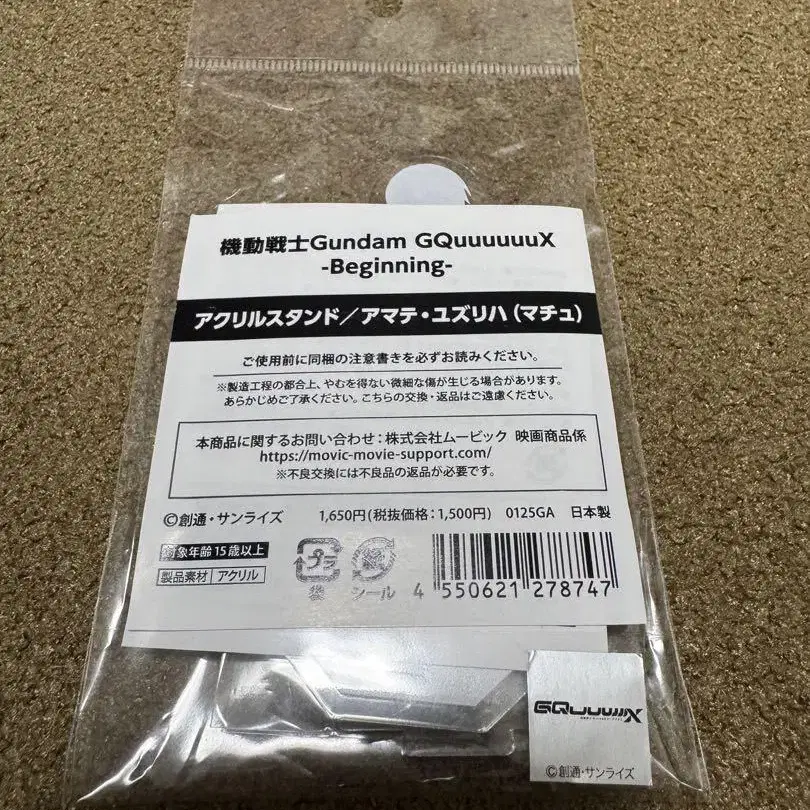 機動戦士Gundam GQuuuuuuX
-Beginning-
アクリルスタンド／アマテ・ユズリハ（マチュ）
ご使用前に同梱の注意書きを必ずお読みください。
※製造工程の都合上、やむを得ない微細な傷が生じる場合があります。
あらかじめご了承ください。こちらの交換・返品はご遠慮ください。
本商品に関するお問い合わせ：株式会社ムービック 映画商品係
https://movic-movie-support.com/
※不良交換には不良品の返品が必要です。
©創通・サンライズ 1,650円（税抜価格：1,500円） 0125GA 日本製
対象年齢15歳以上
製品素材 アクリル
プラ 紙
袋 シール
4 550621 278747
GQuuuuuuX
©創通・サンライズ